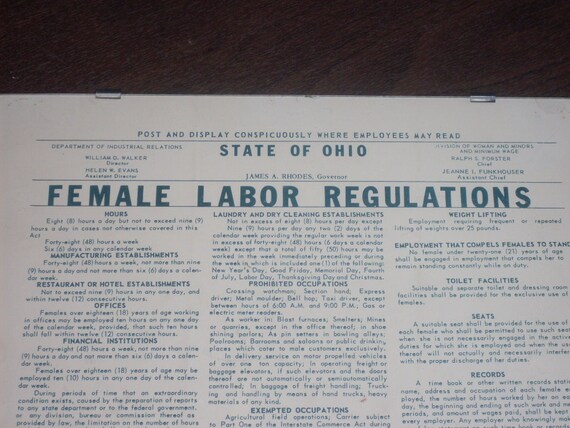 POST AND DISPLAY CONSPICUOUSLY WHERE EMPLOYEES MAY READ
DEPARTMENT OF INDUSTRIAL RELATIONS
WILLIAM O. WALKER
Director
HELEN W. EVANS
Assistant Director
STATE OF OHIO
JAMES A. RHODES, Governor
DIVISION OF WOMAN AND MINORS
AND MINIMUM WAGE
RALPH S. FORSTER
Chief
JEANNE L. FUNKHOUSER
Assistant Chief
FEMALE LABOR REGULATIONS
HOURS
Eight (8) hours a day but not to exceed nine (9)
hours a day in cases not otherwise covered in this
Act
Forty-eight (48) hours a week
Six (6) days in any calendar week
MANUFACTURING ESTABLISHMENTS
Forty-eight (48) hours a week, not more than nine
(9) hours a day and not more than six (6) days a calen-
dar week.
RESTAURANT OR HOTEL ESTABLISHMENTS
Not to exceed nine (9) hours in any one day, and
within twelve (12) consecutive hours.
OFFICES
Females over eighteen (18) years of age working
in offices may be employed ten hours on any one day
of the calendar week, provided, that such ten hours
shall fall within twelve (12) consecutive hours.
FINANCIAL INSTITUTIONS
Forty-eight (48) hours a week, not more than nine
(9) hours a day and not more than six (6) days a calen-
dar week.
Females over eighteen (18) years of age may be
employed ten (10) hours in any one day of the calen-
dar week.
During periods of time that an extraordinary
condition exists, caused by the preparation of reports
to any state department or to the federal government,
or any division, bureau or commission thereof as
provided by law, the limitation on the number of hours
LAUNDRY AND DRY CLEANING ESTABLISHMENTS
Not in excess of eight (8) hours per day except
Nine (9) hours per day any two (2) days of the
calendar week providing the regular work week is not
in excess of forty-eight (48) hours (6 days a calendar
week) except that a total of fifty (50) hours may be
worked in the week immediately preceding or during
the week in, which is included one (1) of the following:
New Year's Day, Good Friday, Memorial Day, Fourth
of July, Labor Day, Thanksgiving Day and Christmas.
PROHIBITED OCCUPATIONS
Crossing watchman, Section hand, Express
driver; Metal moulder, Bell hop; Taxi driver, except
between hours of 6:00 A.M. and 9:00 P.M.; Gas or
electric meter readers.
As worker in: Blast furnaces; Smelters; Mines
or quarries, except in the office thereof; in shoe
shining parlors; As pin setters in bowling alleys;
Poolrooms; Barrooms and saloons or public drinking
places, which cater to male customers exclusively.
In delivery service on motor propelled vehicles
of over one ton capacity; In operating freight or
baggage elevators, if such elevators and the doors
thereof are not automatically or semi-automatically
controlled; In baggage of freight handling; Truck-
ing and handling by means of hand trucks, heavy
materials of any kind.
EXEMPTED OCCUPATIONS
Agricultural field operations; Carrier subject
to Part One of the Interstate Commerce Act during
WEIGHT LIFTING
Employment requiring frequent or repeated
lifting of weights over 25 pounds.
EMPLOYMENT THAT COMPELS FEMALES TO STAND
No female under twenty-one (21) years of age
shall be engaged in employment that compels her to
remain standing constantly while on duty.
TOILET FACILITIES
Suitable and separate toilet and dressing room
facilities shall be provided for the exclusive use of
females.
SEATS
A suitable seat shall be provided for the use of
each female who shall be permitted to use such seat
when she is not necessarily engaged in the active
duties for which she is employed and when the use
thereof will not actually and necessarily interfere
with the proper discharge of her duties.
RECORDS
A time book or other written records stating
name, address and occupation of each female
employed, the number of hours worked by her on
day, the beginning and ending of such work and
periods, and amount of wages paid, shall be kept
every employer. Any employer who knowingly